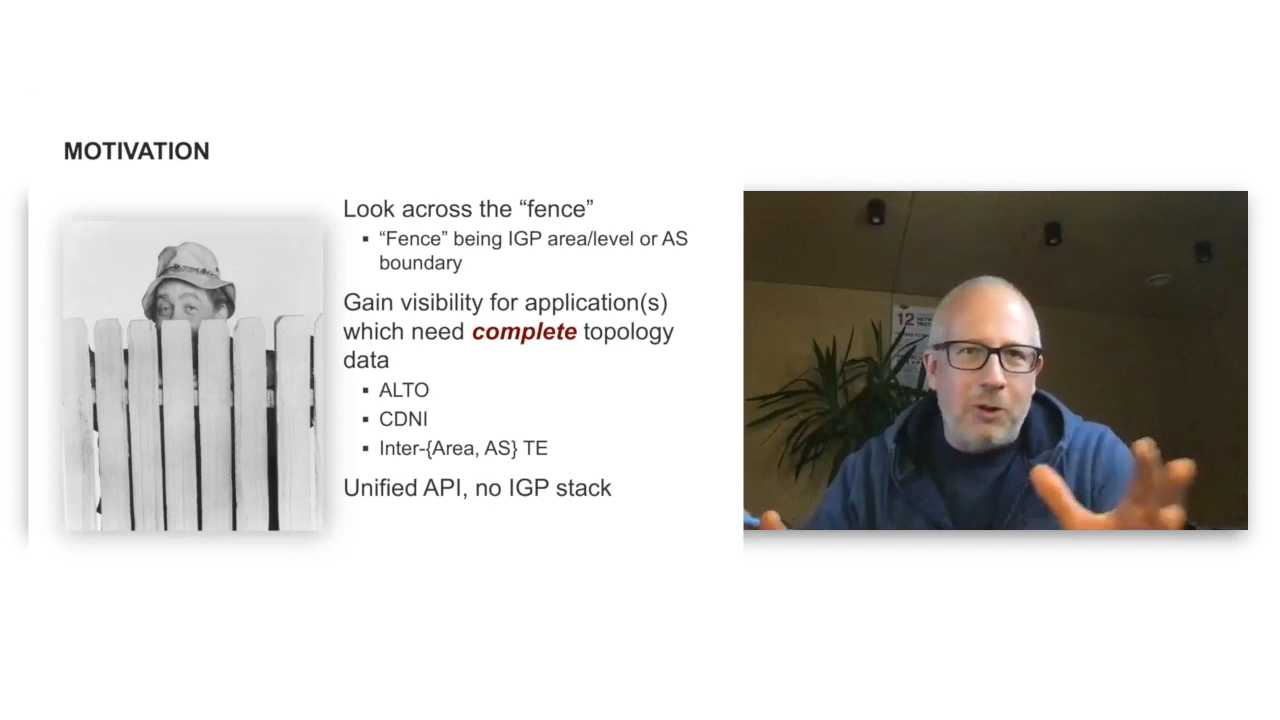 MOTIVATION
Look across the “fence”
▪ “Fence” being IGP area/level or AS
boundary
Gain visibility for application(s)
which need complete topology
data
▪ ALTO
▪ CDNI
▪ Inter-{Area, AS} TE
Unified API, no IGP stack
12